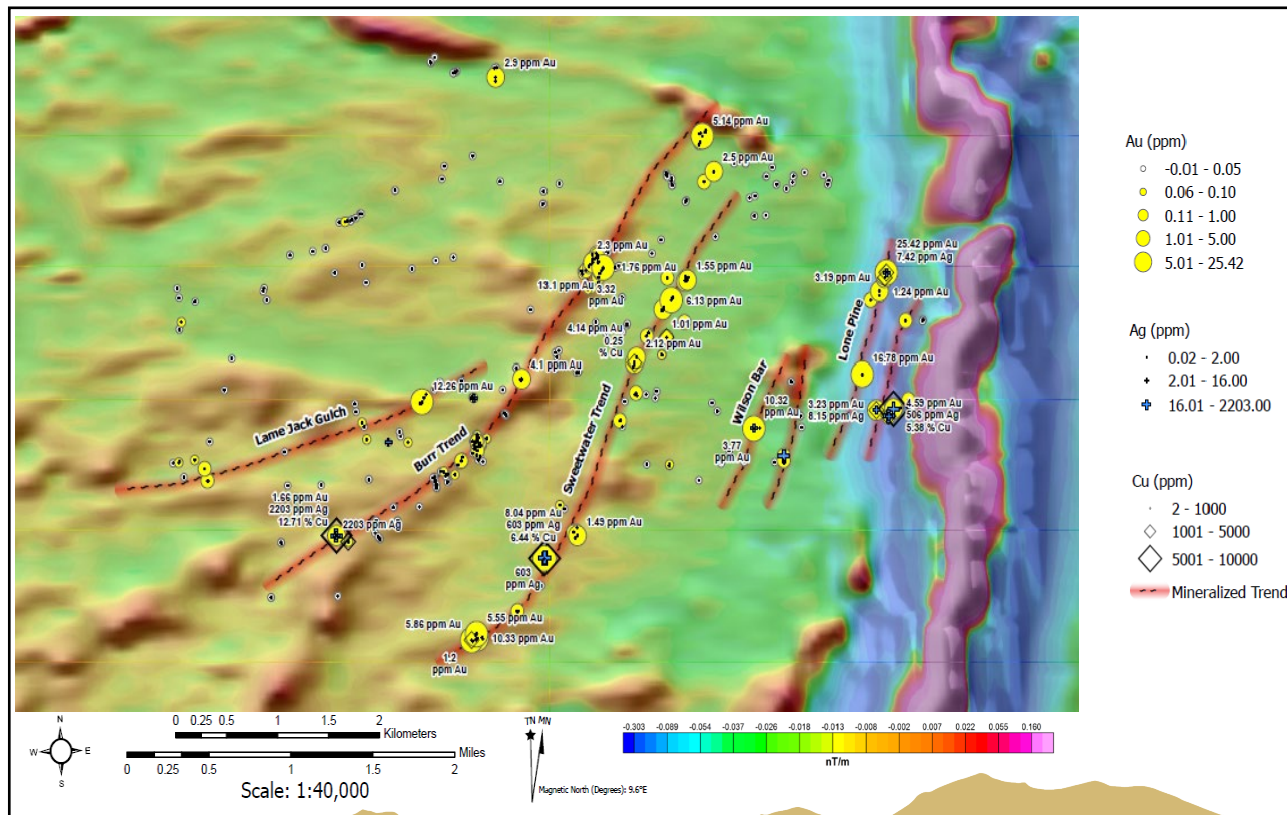 2.9 ppm Au
5.14 ppm Au
2.5 ppm Au
2.3 ppm Au
1.76 ppm Au
13.1 ppm Au
3.32
ppm Au
1.55 ppm Au
6.13 ppm Au
4.14 ppm Au
0.25
% Cu
1.01 ppm Au
2.12 ppm Au
25.42 ppm Au
7.42 ppm Ag
3.19 ppm Au
1.24 ppm Au
Lone Pine
16.78 ppm Au
4.1 ppm Au
12.26 ppm Au
Lame Jack Gulch
Burr Trend
Sweetwater Trend
Wilson Bar
10.32
ppm Au
3.77
ppm Au
3.23 ppm Au
8.15 ppm Ag
4.59 ppm Au
506 ppm Ag
5.38 % Cu
1.66 ppm Au
2203 ppm Ag
12.71 % Cu
2203 ppm Ag
8.04 ppm Au
603 ppm Ag
6.44 % Cu
1.49 ppm Au
603
ppm Ag
5.86 ppm Au
5.55 ppm Au
10.33 ppm Au
1.2
ppm Au
Au (ppm)
-0.01 - 0.05
0.06 - 0.10
0.11 - 1.00
1.01 - 5.00
5.01 - 25.42
Ag (ppm)
0.02 - 2.00
2.01 - 16.00
16.01 - 2203.00
Cu (ppm)
2 - 1000
1001 - 5000
5001 - 10000
Mineralized Trend
N
W E
S
0 0.25 0.5 1 1.5 2
Kilometers
Miles
0 0.25 0.5 1 1.5 2
Scale: 1:40,000
TN MN
Magnetic North (Degrees): 9.6°E
-0.303 -0.089 -0.054 -0.037 -0.026 -0.018 -0.013 -0.008 -0.002 0.007 0.022 0.055 0.160
nT/m